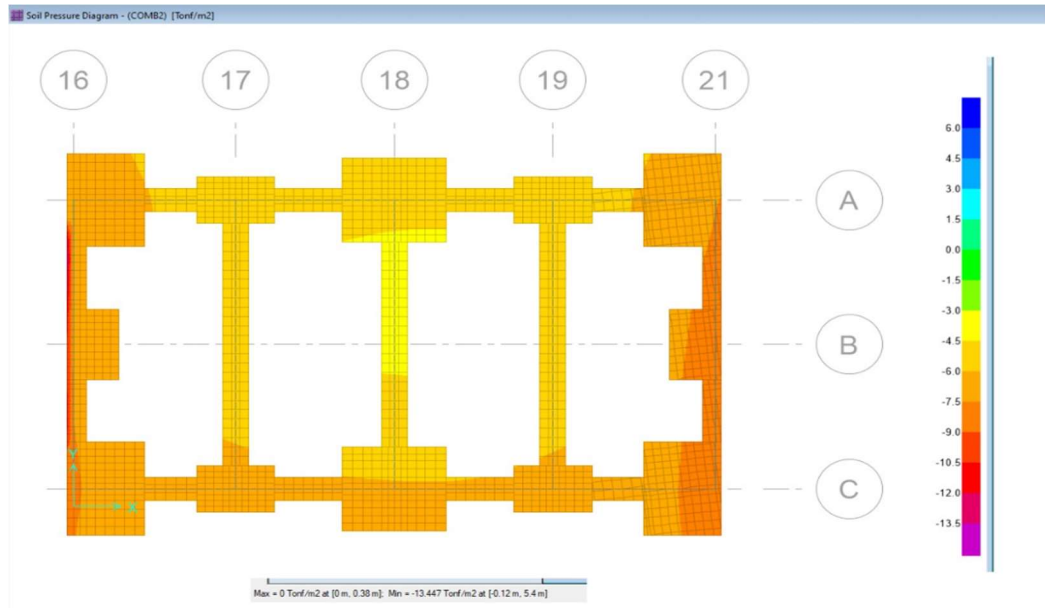 Soil Pressure Diagram - (COMB2) [Tonf/m2]
16 17 18 19 21
A
B
C
Y
X
6.0
4.5
3.0
1.5
0.0
-1.5
-3.0
-4.5
-6.0
-7.5
-9.0
-10.5
-12.0
-13.5
Max = 0 Tonf/m2 at [0 m, 0.38 m]; Min = -13.447 Tonf/m2 at [-0.12 m, 5.4 m]